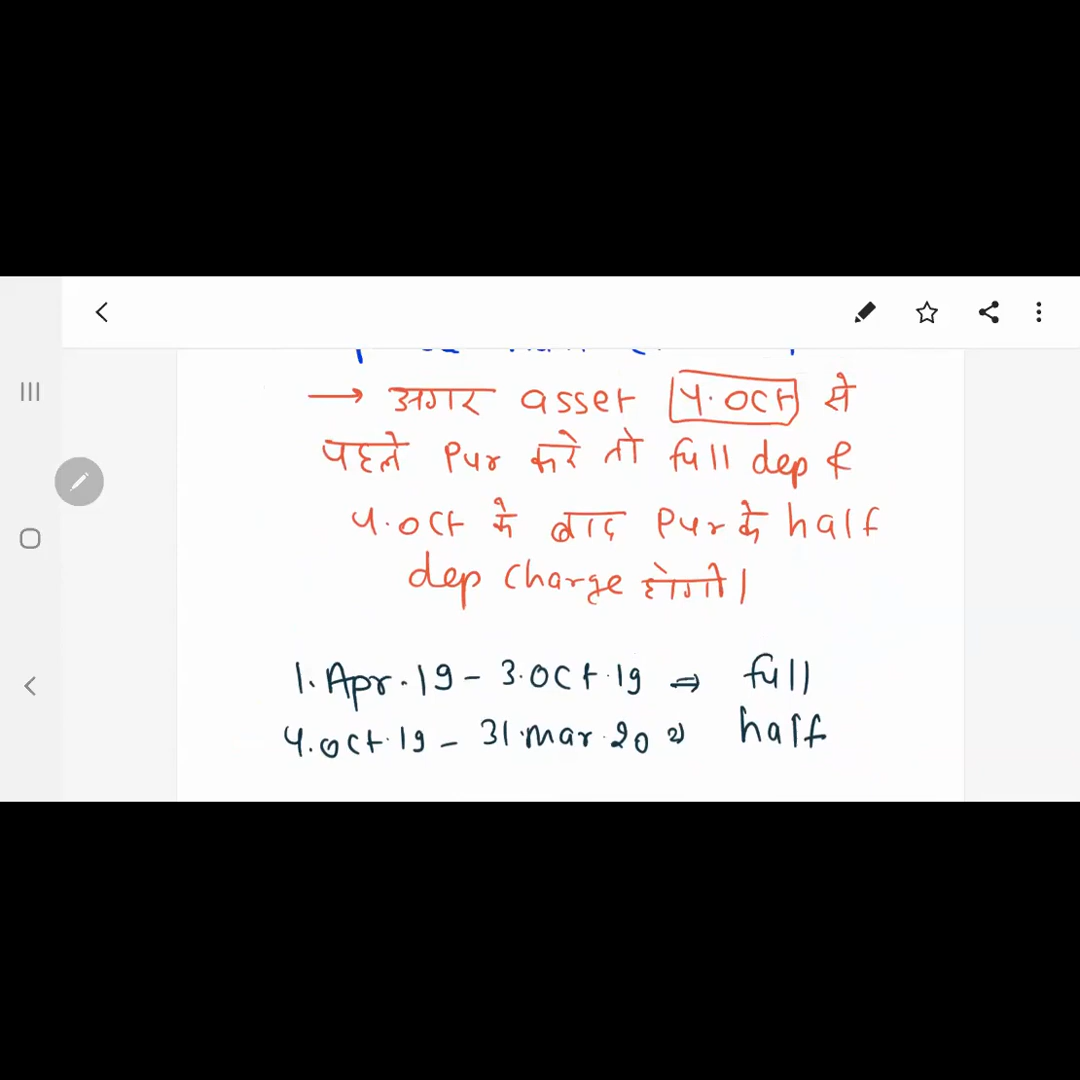 → अगर asset 4.oct से
पहले Pur करे तो full dep &
4.oct के बाद Pur के half
dep charge होगी।
1.Apr.19 - 3.oct.19 ⇒ full
4.oct.19 - 31.mar.20 ⇒ half